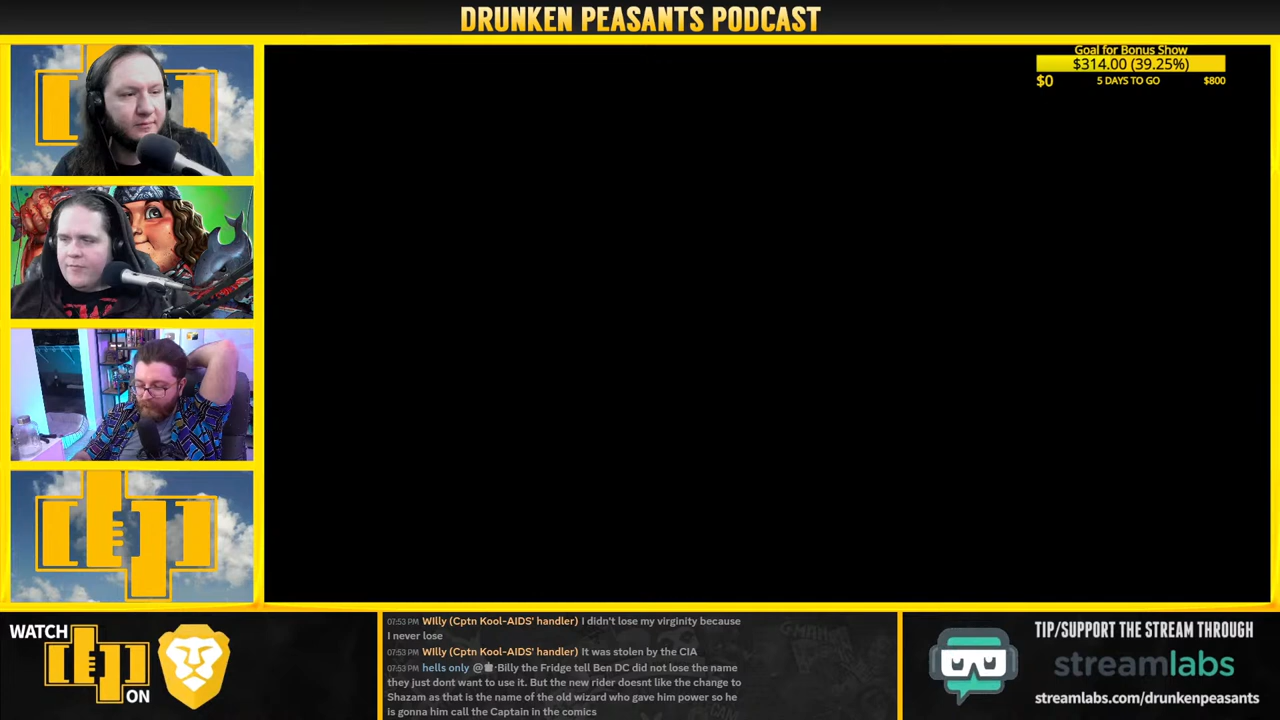 DRUNKEN PEASANTS PODCAST
Goal for Bonus Show
$314.00 (39.25%)
$0 5 DAYS TO GO $800
WATCH
ON
07:53 PM WIlly (Cptn Kool-AIDS' handler) I didn't lose my virginity because
I never lose
07:53 PM WIlly (Cptn Kool-AIDS' handler) It was stolen by the CIA
07:53 PM hells only @ Billy the Fridge tell Ben DC did not lose the name
they just dont want to use it. But the new rider doesnt like the change to
Shazam as that is the name of the old wizard who gave him power so he
is gonna him call the Captain in the comics
TIP/SUPPORT THE STREAM THROUGH
streamlabs
streamlabs.com/drunkenpeasants